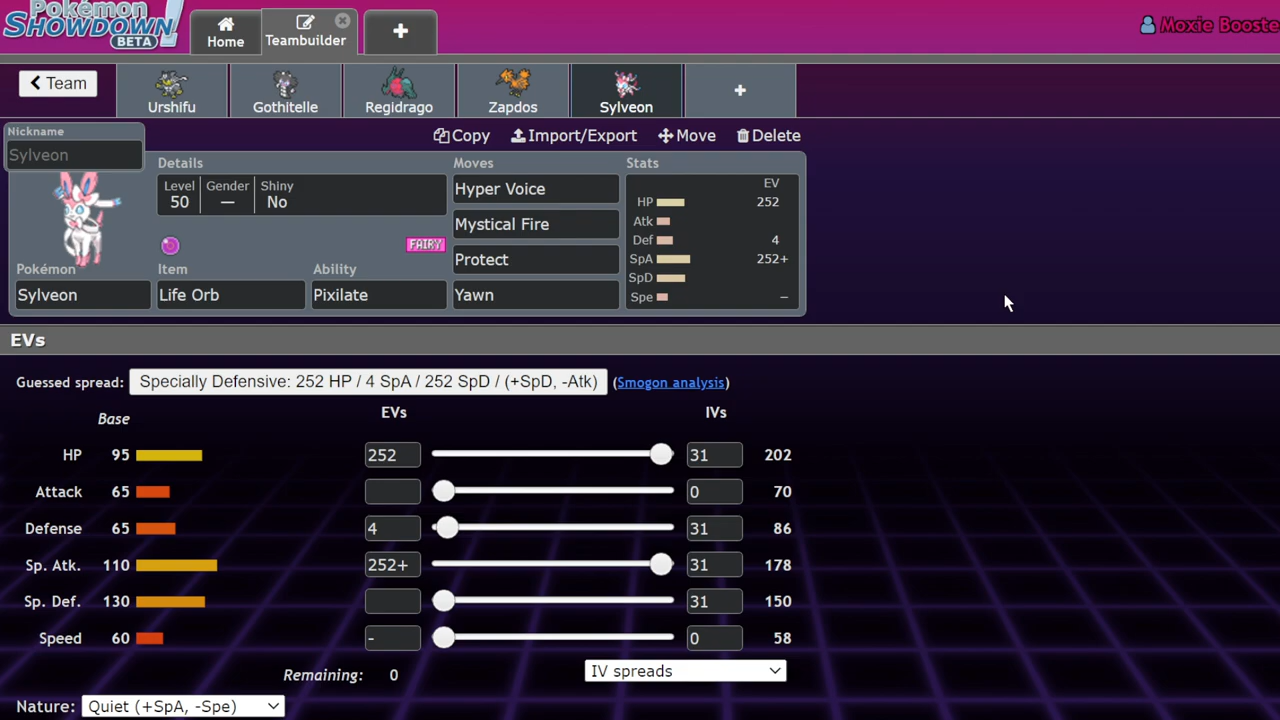 Pokémon
SHOWDOWN!
BETA
Home
Teambuilder
Moxie Booste
Team
Urshifu
Gothitelle
Regidrago
Zapdos
Sylveon
Nickname
Sylveon
Copy
Import/Export
Move
Delete
Details
Moves
Stats
Level
50
Gender
—
Shiny
No
Hyper Voice
Mystical Fire
Protect
Yawn
EV
HP 252
Atk
Def 4
SpA 252+
SpD
Spe –
FAIRY
Pokémon
Sylveon
Item
Life Orb
Ability
Pixilate
EVs
Guessed spread: Specially Defensive: 252 HP / 4 SpA / 252 SpD / (+SpD, -Atk) (Smogon analysis)
Base EVs IVs
HP 95 252 31 202
Attack 65 0 70
Defense 65 4 31 86
Sp. Atk. 110 252+ 31 178
Sp. Def. 130 31 150
Speed 60 - 0 58
Remaining: 0
IV spreads
Nature: Quiet (+SpA, -Spe)